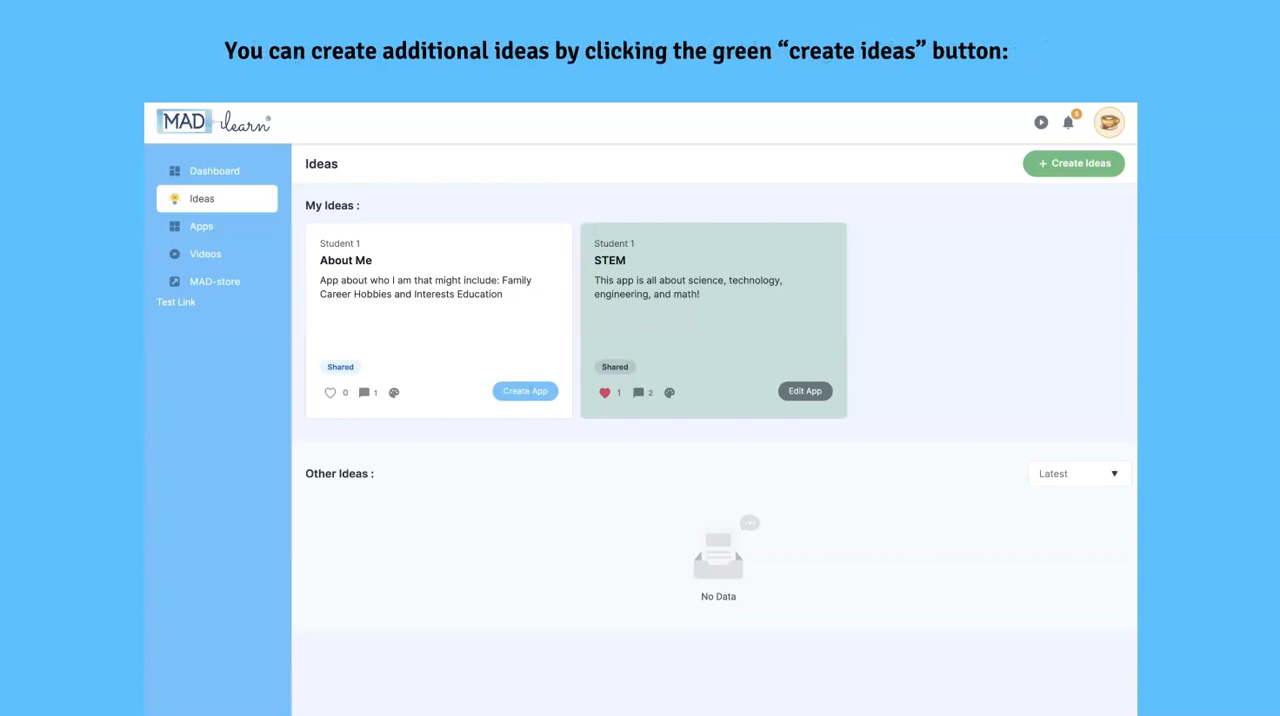 You can create additional ideas by clicking the green “create ideas” button:
MAD-learn®
5
Dashboard
Ideas
Apps
Videos
MAD-store
Test Link
Ideas
+ Create Ideas
My Ideas :
Student 1
About Me
App about who I am that might include: Family
Career Hobbies and Interests Education
Shared
0
1
Create App
Student 1
STEM
This app is all about science, technology,
engineering, and math!
Shared
1
2
Edit App
Other Ideas :
Latest
No Data